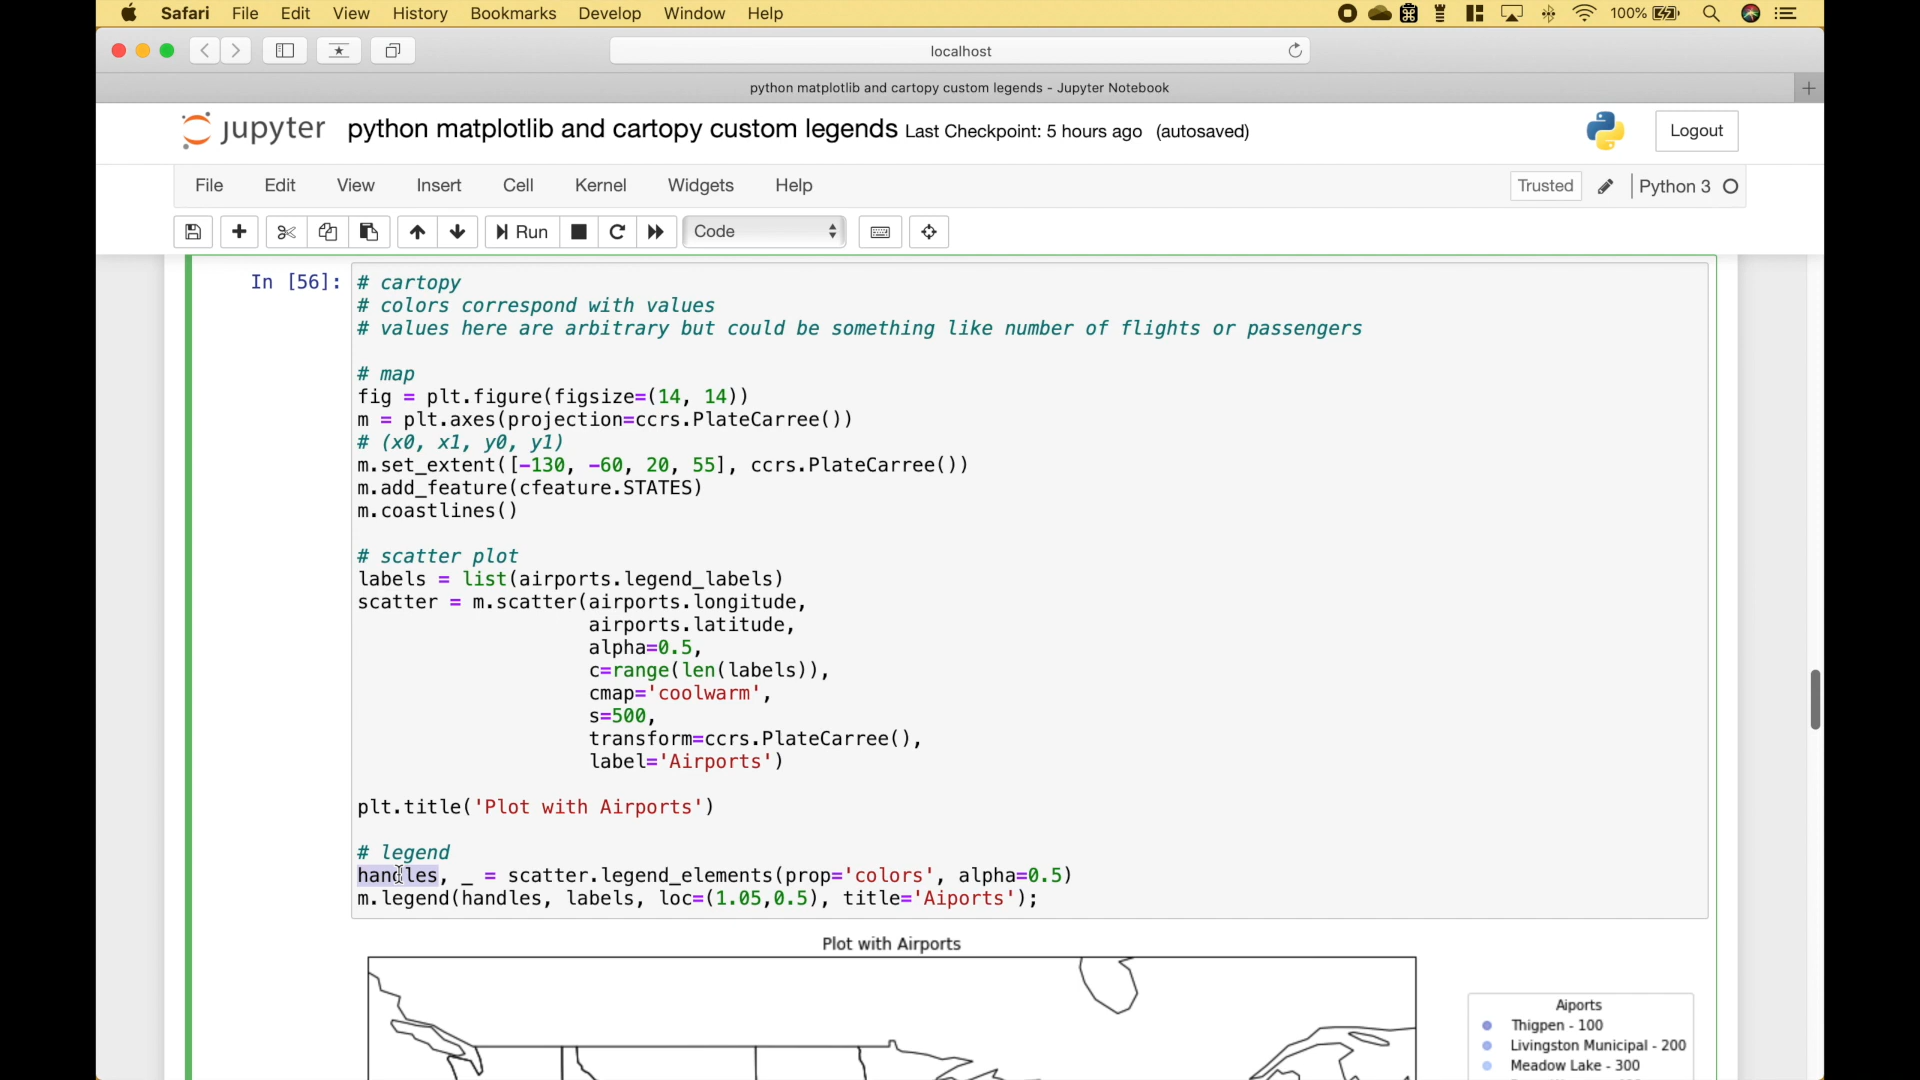 Safari File Edit View History Bookmarks Develop Window Help 100%
localhost
python matplotlib and cartopy custom legends - Jupyter Notebook
jupyter python matplotlib and cartopy custom legends Last Checkpoint: 5 hours ago (autosaved) Logout
File Edit View Insert Cell Kernel Widgets Help Trusted Python 3
Run Code
In [56]: # cartopy
# colors correspond with values
# values here are arbitrary but could be something like number of flights or passengers
# map
fig = plt.figure(figsize=(14, 14))
m = plt.axes(projection=ccrs.PlateCarree())
# (x0, x1, y0, y1)
m.set_extent([-130, -60, 20, 55], ccrs.PlateCarree())
m.add_feature(cfeature.STATES)
m.coastlines()
# scatter plot
labels = list(airports.legend_labels)
scatter = m.scatter(airports.longitude,
airports.latitude,
alpha=0.5,
c=range(len(labels)),
cmap='coolwarm',
s=500,
transform=ccrs.PlateCarree(),
label='Airports')
plt.title('Plot with Airports')
# legend
handles, _ = scatter.legend_elements(prop='colors', alpha=0.5)
m.legend(handles, labels, loc=(1.05,0.5), title='Aiports');
Plot with Airports
Aiports
Thigpen - 100
Livingston Municipal - 200
Meadow Lake - 300